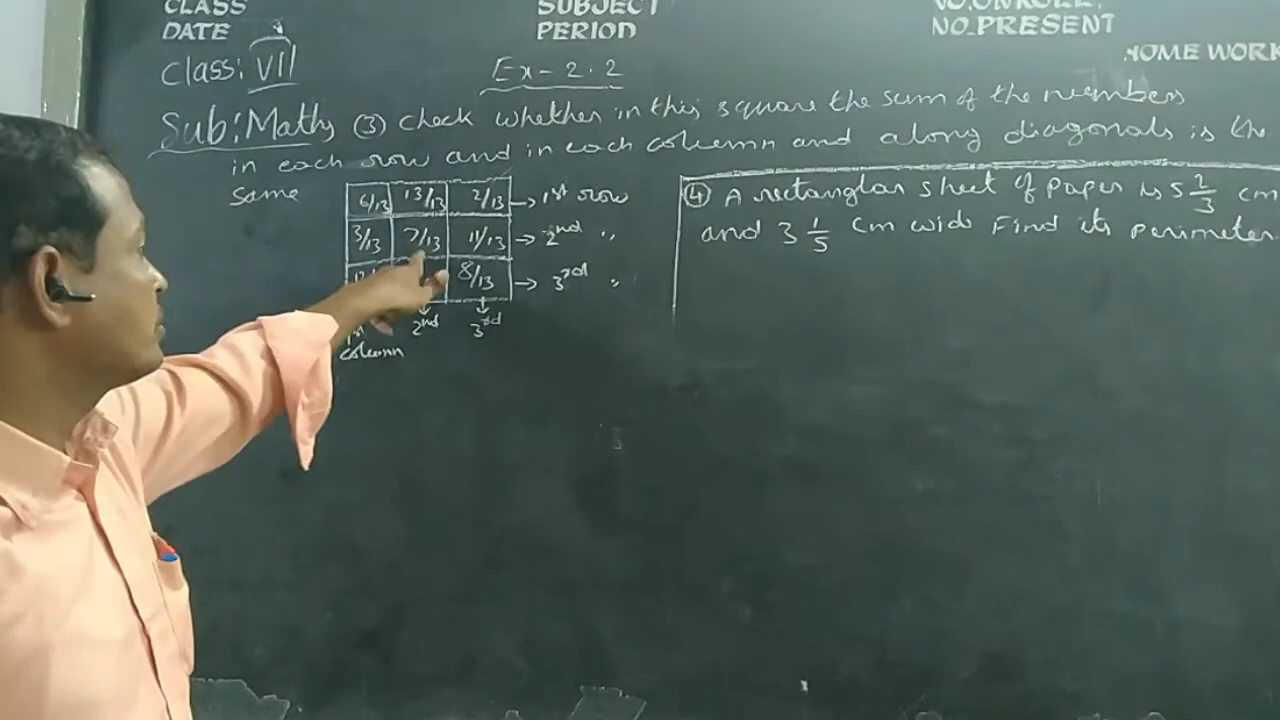 CLASS
DATE
SUBJECT
PERIOD
NO.ON ROLL
NO.PRESENT
HOME WORK
Class: VII
Ex-2.2
Sub: Maths (3) check whether in this square the sum of the numbers
in each row and in each column and along diagonals is the
same
6/13 13/13 2/13 → 1st row
3/13 7/13 11/13 → 2nd "
8/13 → 3rd "
2nd 3rd
column
(4) A rectanglar sheet of paper is 5 2/3 cm
and 3 1/5 cm wide Find its perimeter